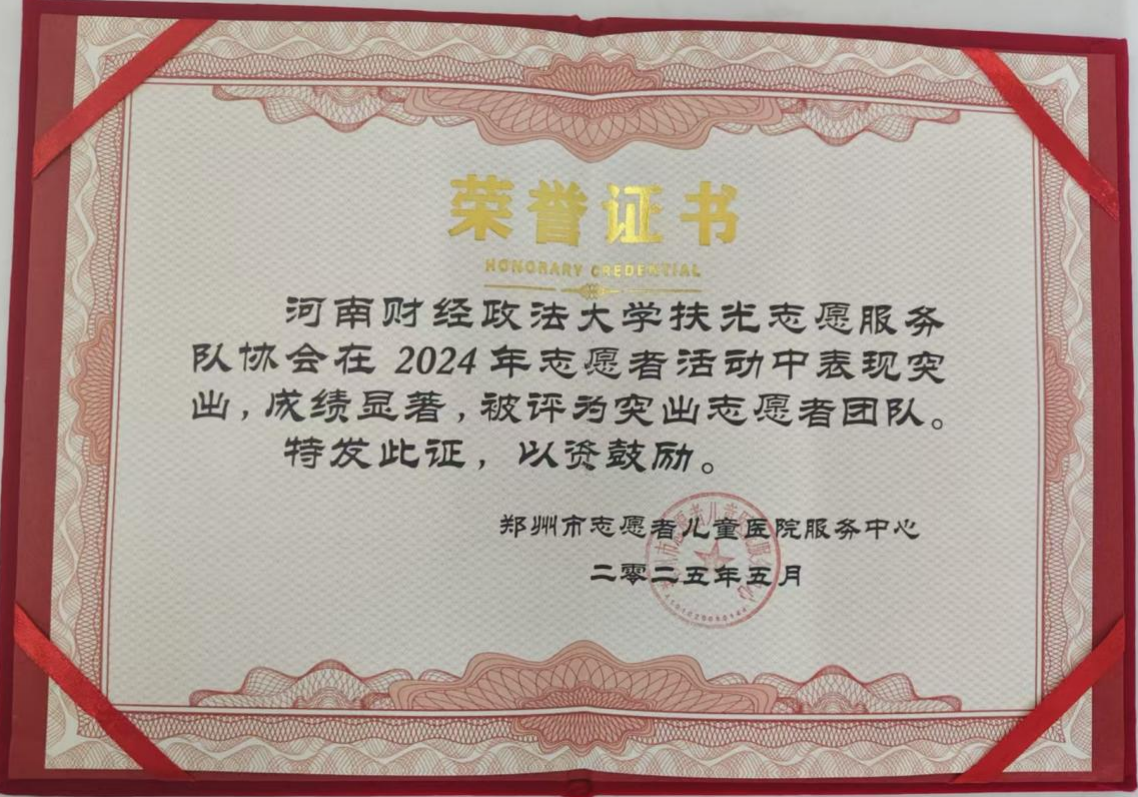 荣誉证书
HONORARY CREDENTIAL
河南财经政法大学扶光志愿服务
队协会在 2024 年志愿者活动中表现突
出，成绩显著，被评为突出志愿者团队。
特发此证，以资鼓励。
郑州市志愿者儿童医院服务中心
二零二五年五月